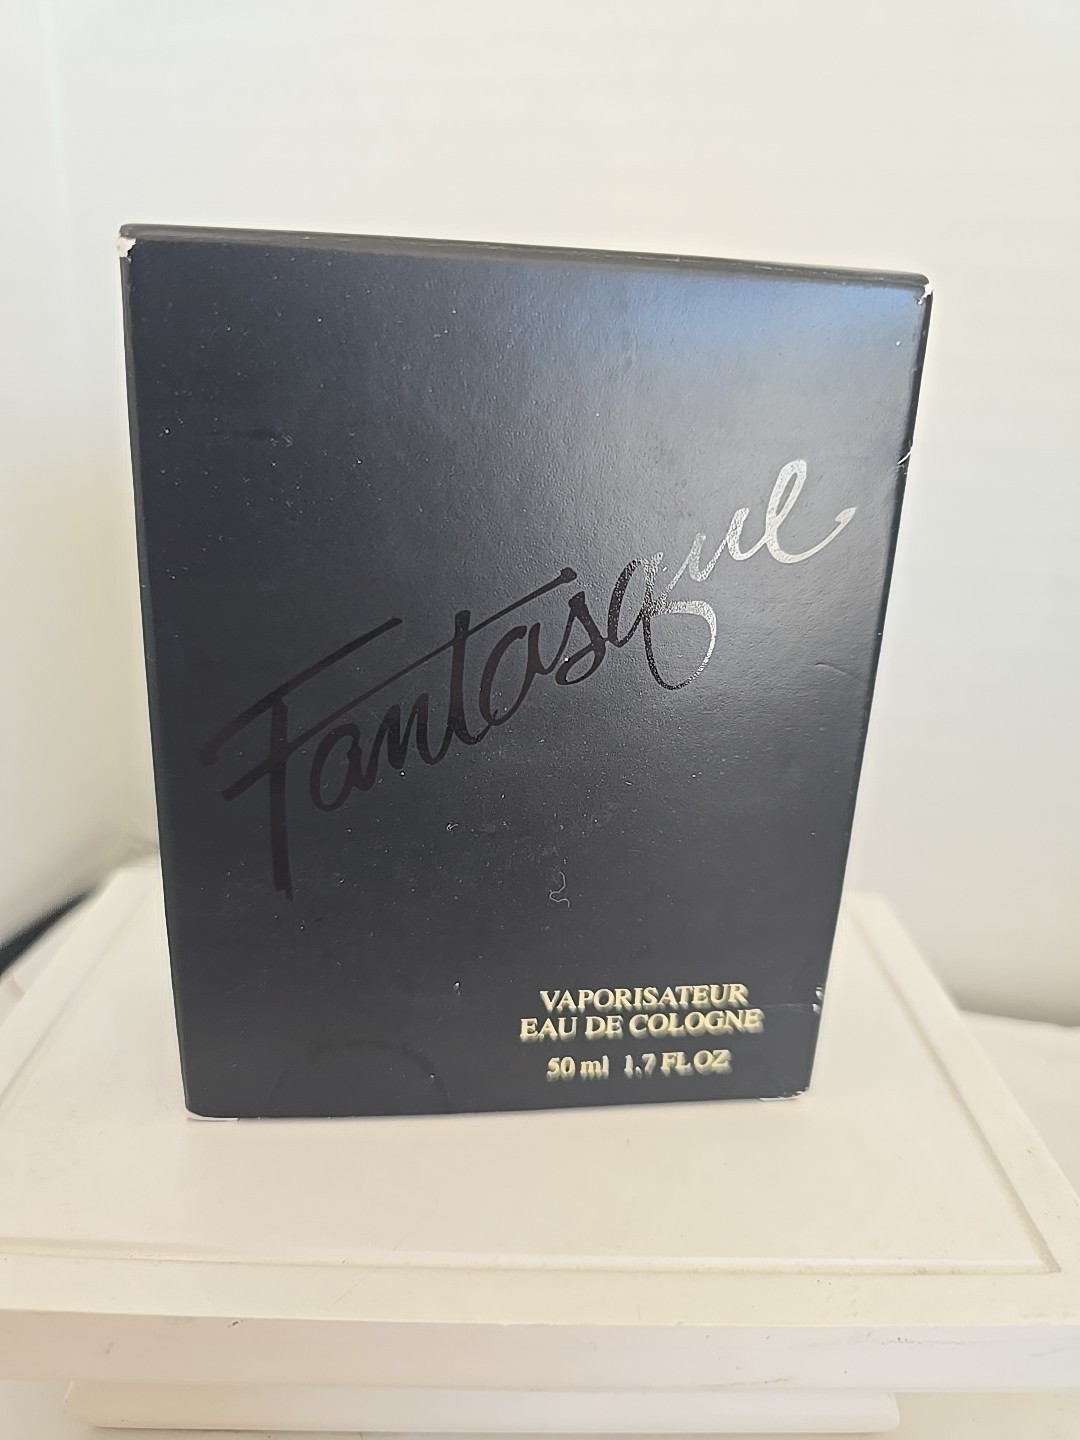 Fantasque
VAPORISATEUR
EAU DE COLOGNE
50 ml 1.7 FL OZ